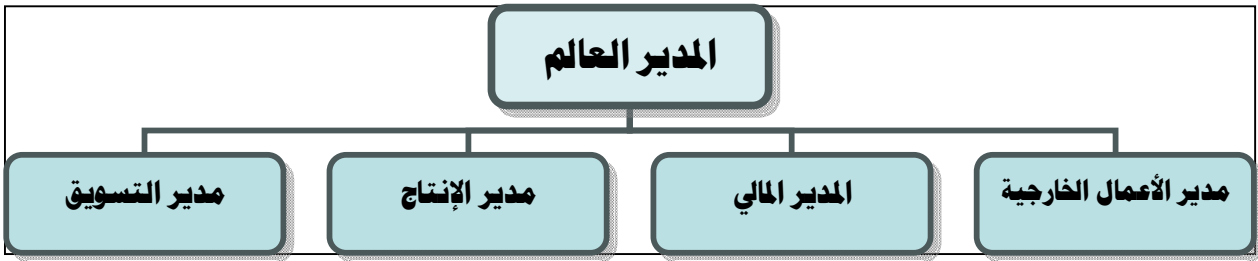 المدير العالم
مدير الأعمال الخارجية
المدير المالي
مدير الإنتاج
مدير التسويق